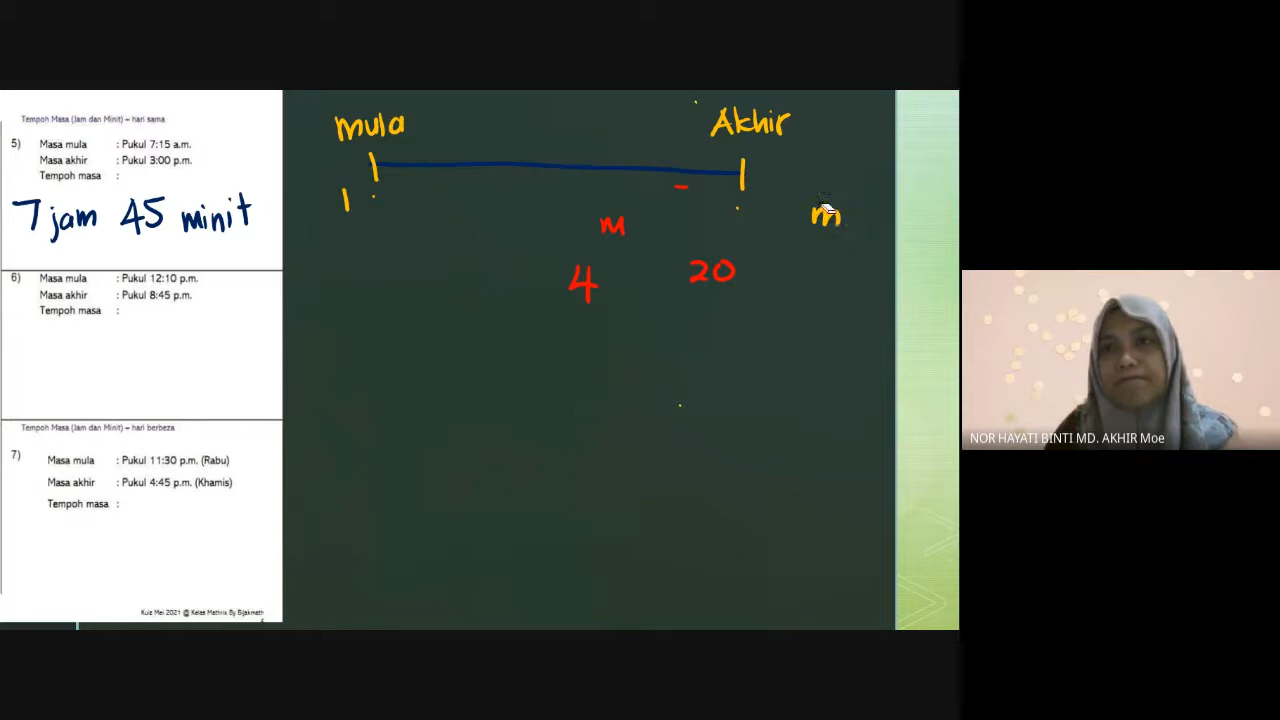 Tempoh Masa (Jam dan Minit) – hari sama
5) Masa mula : Pukul 7:15 a.m.
Masa akhir : Pukul 3:00 p.m.
Tempoh masa :
7 jam 45 minit
6) Masa mula : Pukul 12:10 p.m.
Masa akhir : Pukul 8:45 p.m.
Tempoh masa :
Tempoh Masa (Jam dan Minit) – hari berbeza
7) Masa mula : Pukul 11:30 p.m. (Rabu)
Masa akhir : Pukul 4:45 p.m. (Khamis)
Tempoh masa :
Kuiz Mei 2021 @ Kelas Mathrix By Bijakmath
4
mula Akhir
m m
4 20
NOR HAYATI BINTI MD. AKHIR Moe